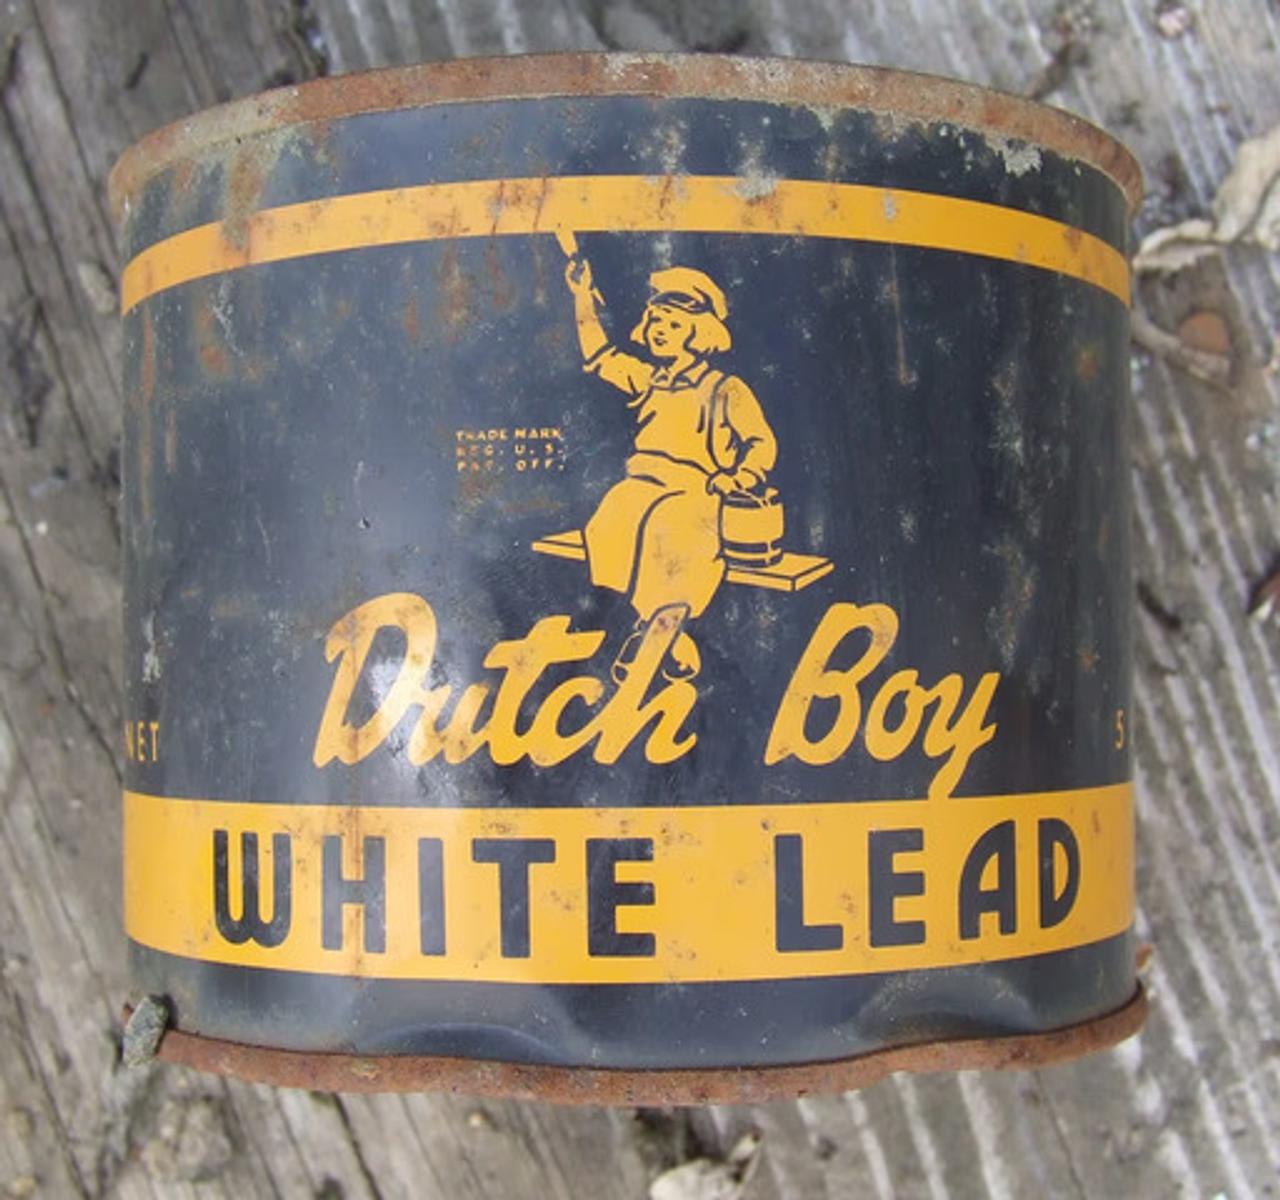 TRADE MARK
REG. U. S.
PAT. OFF.
Dutch Boy
NET
5
WHITE LEAD